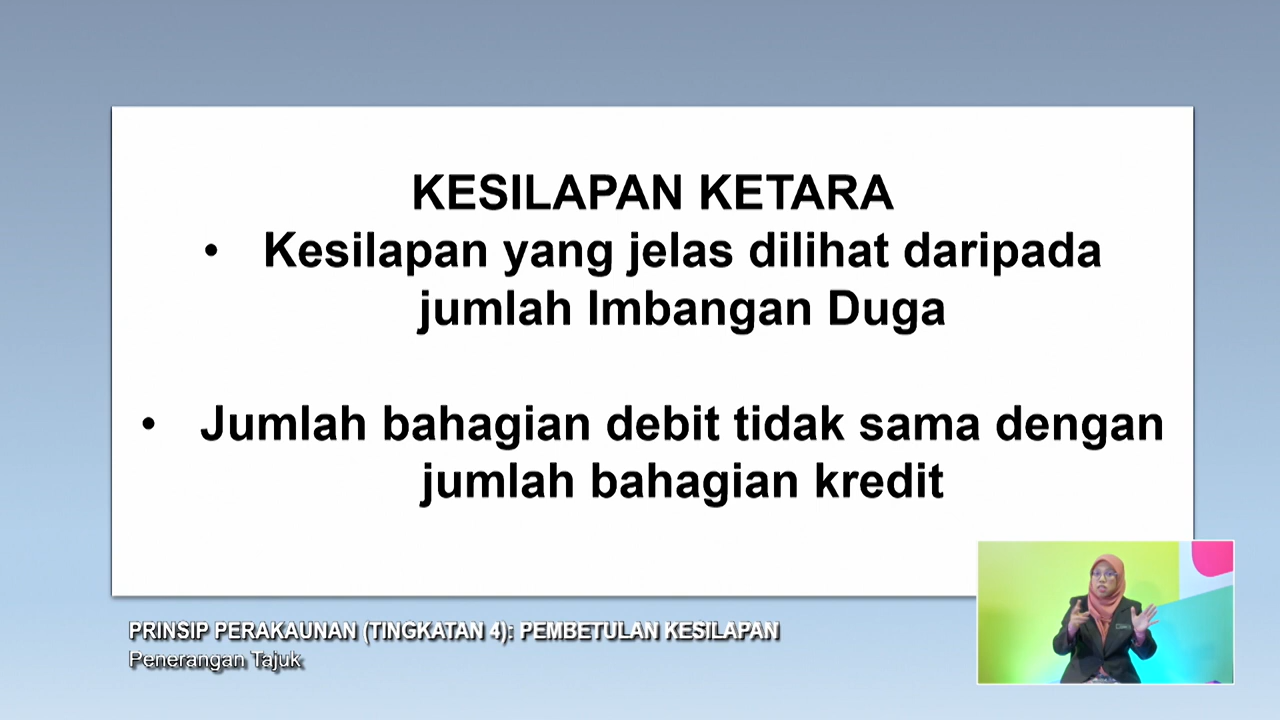 KESILAPAN KETARA
• Kesilapan yang jelas dilihat daripada
jumlah Imbangan Duga
• Jumlah bahagian debit tidak sama dengan
jumlah bahagian kredit
PRINSIP PERAKAUNAN (TINGKATAN 4): PEMBETULAN KESILAPAN
Penerangan Tajuk